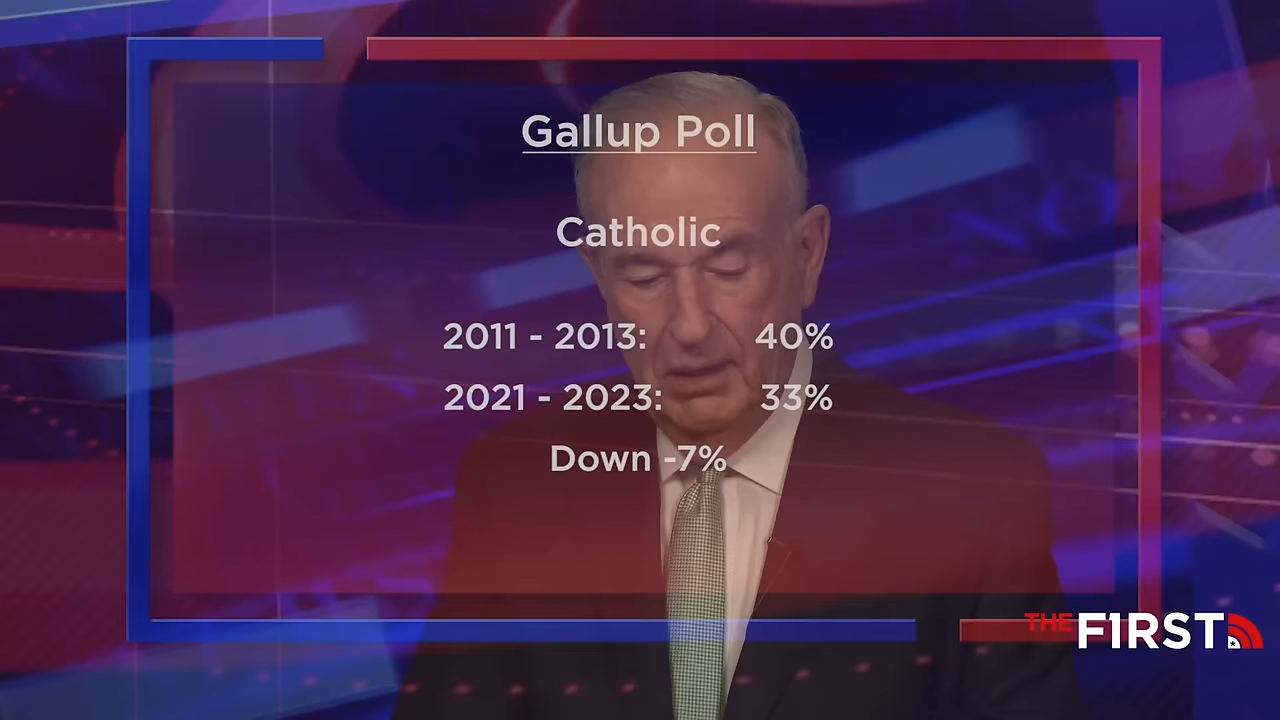 Gallup Poll
Catholic
2011 - 2013: 40%
2021 - 2023: 33%
Down -7%
THE FIRST